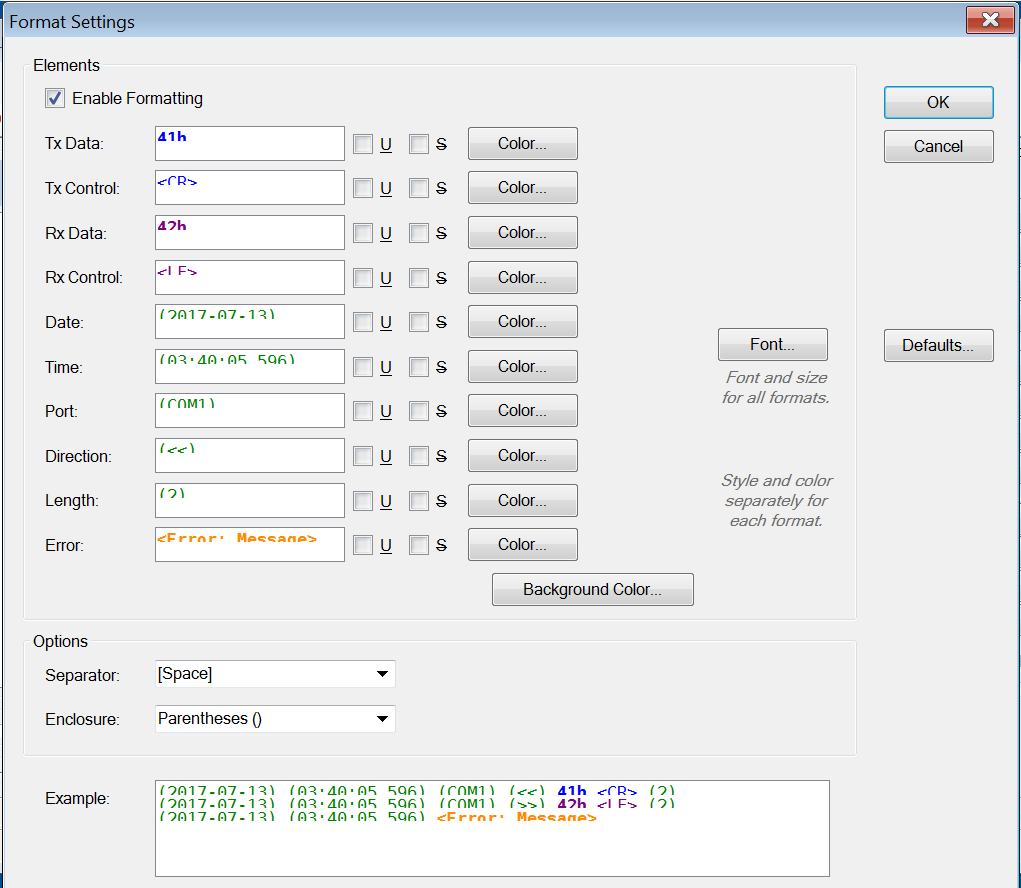 Format Settings
Elements
Enable Formatting
Tx Data: 41h U S Color...
Tx Control: <CR> U S Color...
Rx Data: 42h U S Color...
Rx Control: <LF> U S Color...
Date: (2017-07-13) U S Color...
Time: (03:40:05.596) U S Color...
Port: (COM1) U S Color...
Direction: (<<) U S Color...
Length: (2) U S Color...
Error: <Error: Message> U S Color...
Background Color...
OK
Cancel
Font...
Defaults...
Font and size
for all formats.
Style and color
separately for
each format.
Options
Separator: [Space]
Enclosure: Parentheses ()
Example:
(2017-07-13) (03:40:05.596) (COM1) (<<) 41h <CR> (2)
(2017-07-13) (03:40:05.596) (COM1) (>>) 42h <LF> (2)
(2017-07-13) (03:40:05.596) <Error: Message>